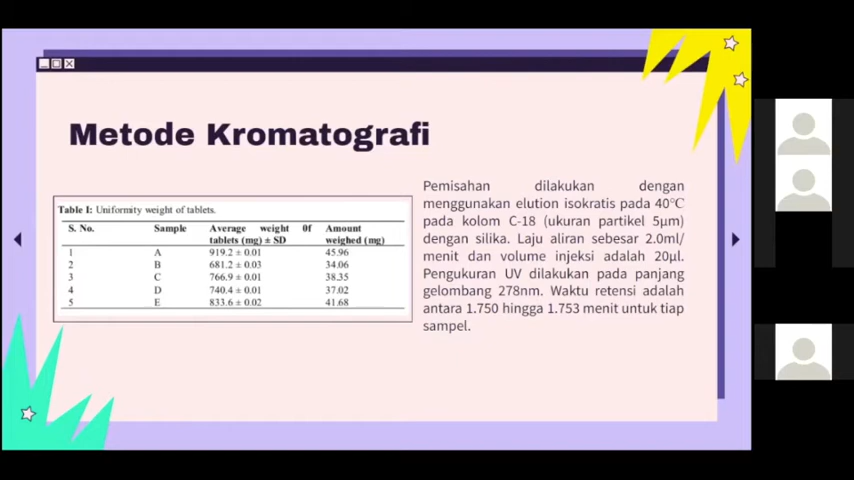 Metode Kromatografi
Table I: Uniformity weight of tablets.
S. No. Sample Average weight 0f Amount
tablets (mg) ± SD weighed (mg)
1 A 919.2 ± 0.01 45.96
2 B 681.2 ± 0.03 34.06
3 C 766.9 ± 0.01 38.35
4 D 740.4 ± 0.01 37.02
5 E 833.6 ± 0.02 41.68
Pemisahan dilakukan dengan
menggunakan elution isokratis pada 40℃
pada kolom C-18 (ukuran partikel 5μm)
dengan silika. Laju aliran sebesar 2.0ml/
menit dan volume injeksi adalah 20μl.
Pengukuran UV dilakukan pada panjang
gelombang 278nm. Waktu retensi adalah
antara 1.750 hingga 1.753 menit untuk tiap
sampel.